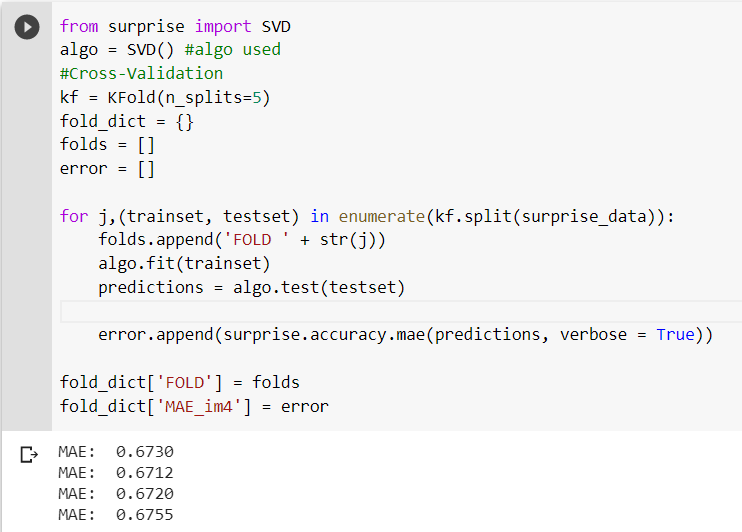 from surprise import SVD
algo = SVD() #algo used
#Cross-Validation
kf = KFold(n_splits=5)
fold_dict = {}
folds = []
error = []
for j,(trainset, testset) in enumerate(kf.split(surprise_data)):
    folds.append('FOLD ' + str(j))
    algo.fit(trainset)
    predictions = algo.test(testset)
    error.append(surprise.accuracy.mae(predictions, verbose = True))
fold_dict['FOLD'] = folds
fold_dict['MAE_im4'] = error
MAE:  0.6730
MAE:  0.6712
MAE:  0.6720
MAE:  0.6755